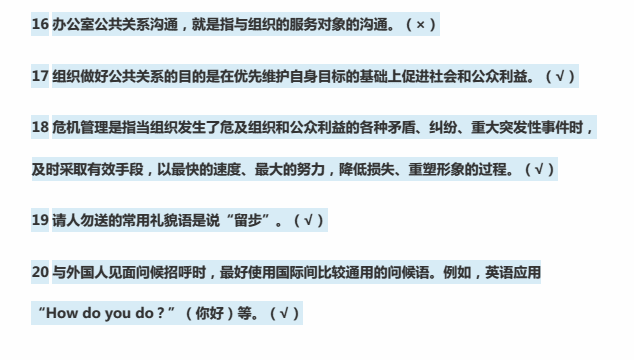 16 办公室公共关系沟通，就是指与组织的服务对象的沟通。（×）
17 组织做好公共关系的目的是在优先维护自身目标的基础上促进社会和公众利益。（√）
18 危机管理是指当组织发生了危及组织和公众利益的各种矛盾、纠纷、重大突发性事件时，
及时采取有效手段，以最快的速度、最大的努力，降低损失、重塑形象的过程。（√）
19 请人勿送的常用礼貌语是说“留步”。（√）
20 与外国人见面问候招呼时，最好使用国际间比较通用的问候语。例如，英语应用
“How do you do？”（你好）等。（√）